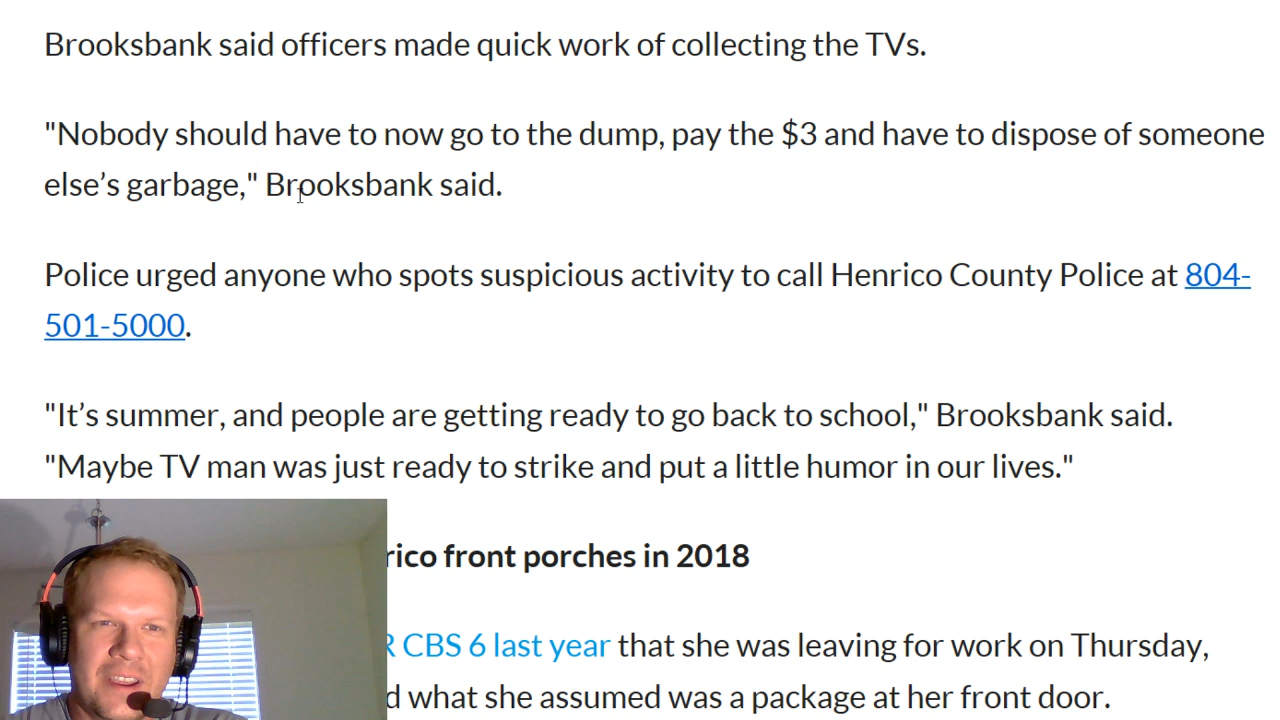 Brooksbank said officers made quick work of collecting the TVs.
"Nobody should have to now go to the dump, pay the $3 and have to dispose of someone
else’s garbage," Brooksbank said.
Police urged anyone who spots suspicious activity to call Henrico County Police at 804-
501-5000.
"It’s summer, and people are getting ready to go back to school," Brooksbank said.
"Maybe TV man was just ready to strike and put a little humor in our lives."
rico front porches in 2018
R CBS 6 last year that she was leaving for work on Thursday,
d what she assumed was a package at her front door.